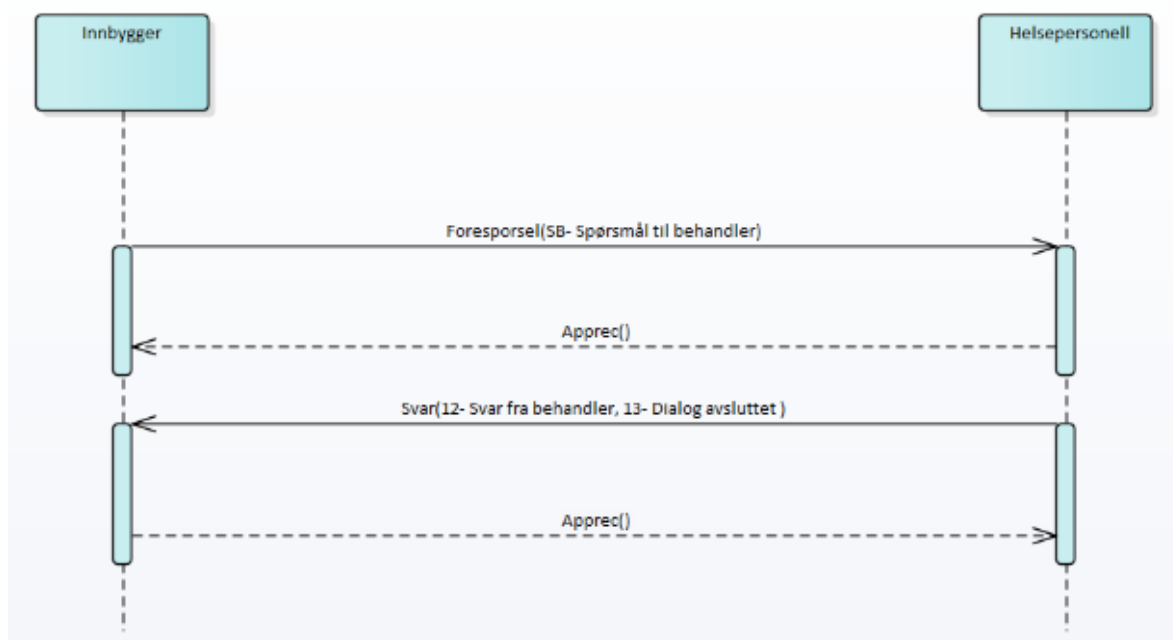 Innbygger
Helsepersonell
Foresporsel(SB- Spørsmål til behandler)
Apprec()
Svar(12- Svar fra behandler, 13- Dialog avsluttet )
Apprec()